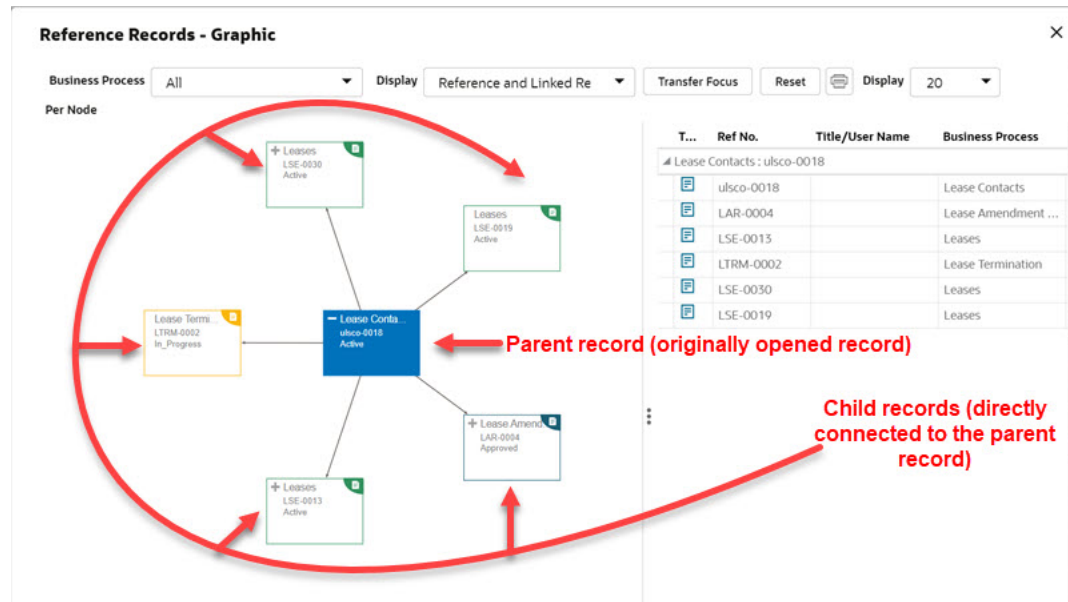 Reference Records - Graphic
Business Process All Display Reference and Linked Re Transfer Focus Reset Display 20
Per Node
T... Ref No. Title/User Name Business Process
Lease Contacts : ulsco-0018
ulsco-0018 Lease Contacts
LAR-0004 Lease Amendment ...
LSE-0013 Leases
LTRM-0002 Lease Termination
LSE-0030 Leases
LSE-0019 Leases
+ Leases
LSE-0030
Active
Leases
LSE-0019
Active
Lease Termi...
LTRM-0002
In_Progress
− Lease Conta...
ulsco-0018
Active
Parent record (originally opened record)
+ Lease Amend
LAR-0004
Approved
+ Leases
LSE-0013
Active
Child records (directly
connected to the parent
record)